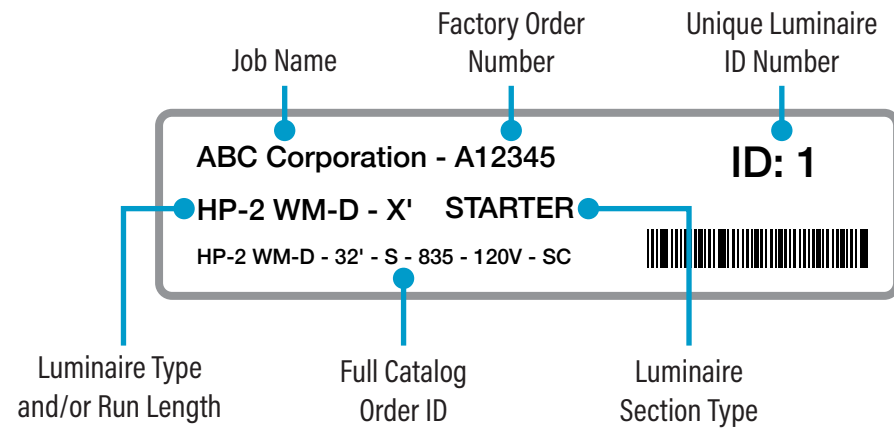 Factory Order
Number
Unique Luminaire
ID Number
Job Name
ABC Corporation - A12345
ID: 1
HP-2 WM-D - X' STARTER
HP-2 WM-D - 32' - S - 835 - 120V - SC
Luminaire Type
and/or Run Length
Full Catalog
Order ID
Luminaire
Section Type